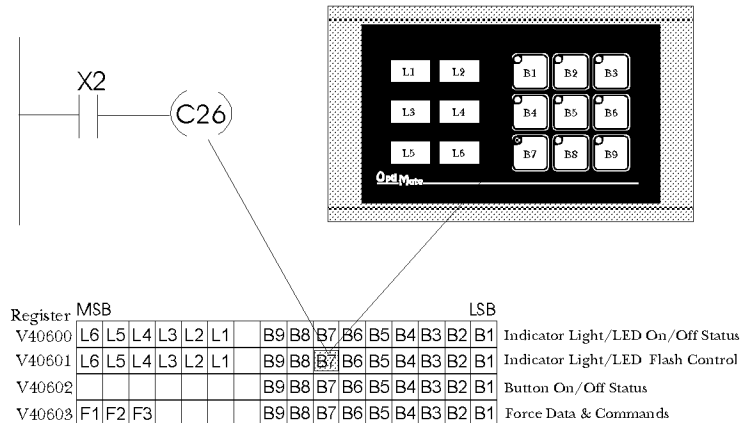 X2
C26
L1 L2 B1 B2 B3
L3 L4 B4 B5 B6
L5 L6 B7 B8 B9
Opti Mate
Register MSB LSB
V40600 L6 L5 L4 L3 L2 L1 B9 B8 B7 B6 B5 B4 B3 B2 B1 Indicator Light/LED On/Off Status
V40601 L6 L5 L4 L3 L2 L1 B9 B8 B7 B6 B5 B4 B3 B2 B1 Indicator Light/LED Flash Control
V40602 B9 B8 B7 B6 B5 B4 B3 B2 B1 Button On/Off Status
V40603 F1 F2 F3 B9 B8 B7 B6 B5 B4 B3 B2 B1 Force Data & Commands